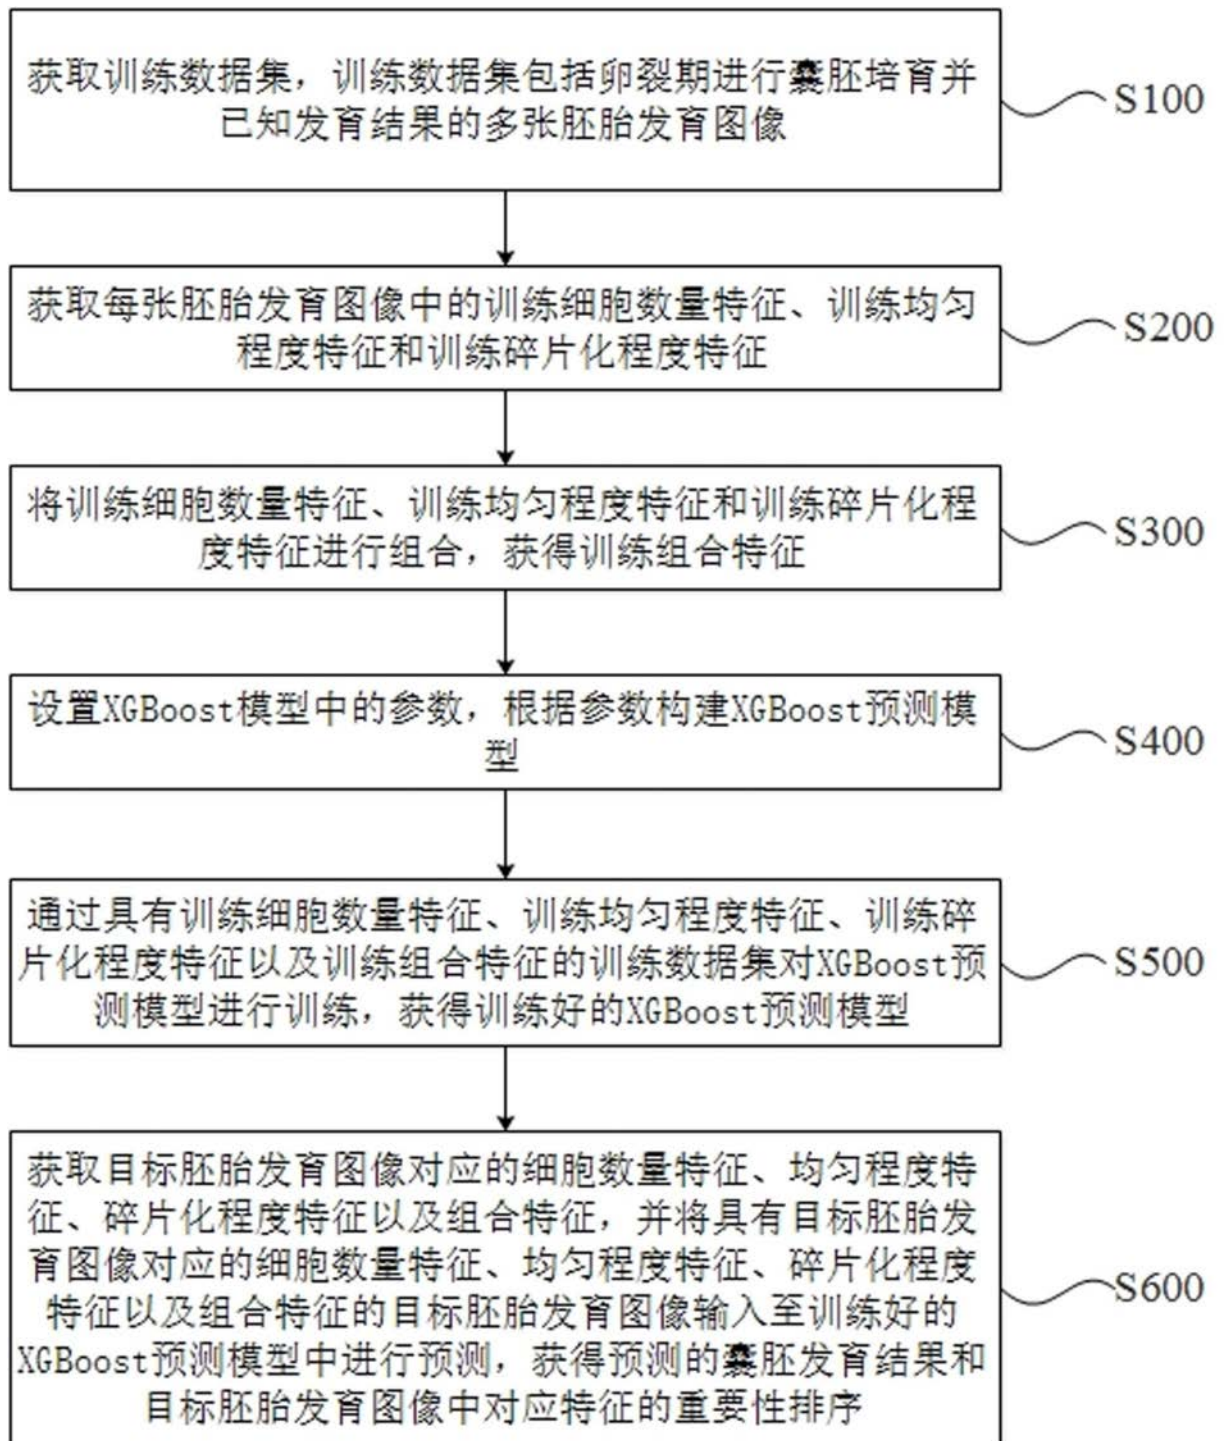 获取训练数据集，训练数据集包括卵裂期进行囊胚培育并
已知发育结果的多张胚胎发育图像
S100
获取每张胚胎发育图像中的训练细胞数量特征、训练均匀
程度特征和训练碎片化程度特征
S200
将训练细胞数量特征、训练均匀程度特征和训练碎片化程
度特征进行组合，获得训练组合特征
S300
设置XGBoost模型中的参数，根据参数构建XGBoost预测模
型
S400
通过具有训练细胞数量特征、训练均匀程度特征、训练碎
片化程度特征以及训练组合特征的训练数据集对XGBoost预
测模型进行训练，获得训练好的XGBoost预测模型
S500
获取目标胚胎发育图像对应的细胞数量特征、均匀程度特
征、碎片化程度特征以及组合特征，并将具有目标胚胎发
育图像对应的细胞数量特征、均匀程度特征、碎片化程度
特征以及组合特征的目标胚胎发育图像输入至训练好的
XGBoost预测模型中进行预测，获得预测的囊胚发育结果和
目标胚胎发育图像中对应特征的重要性排序
S600